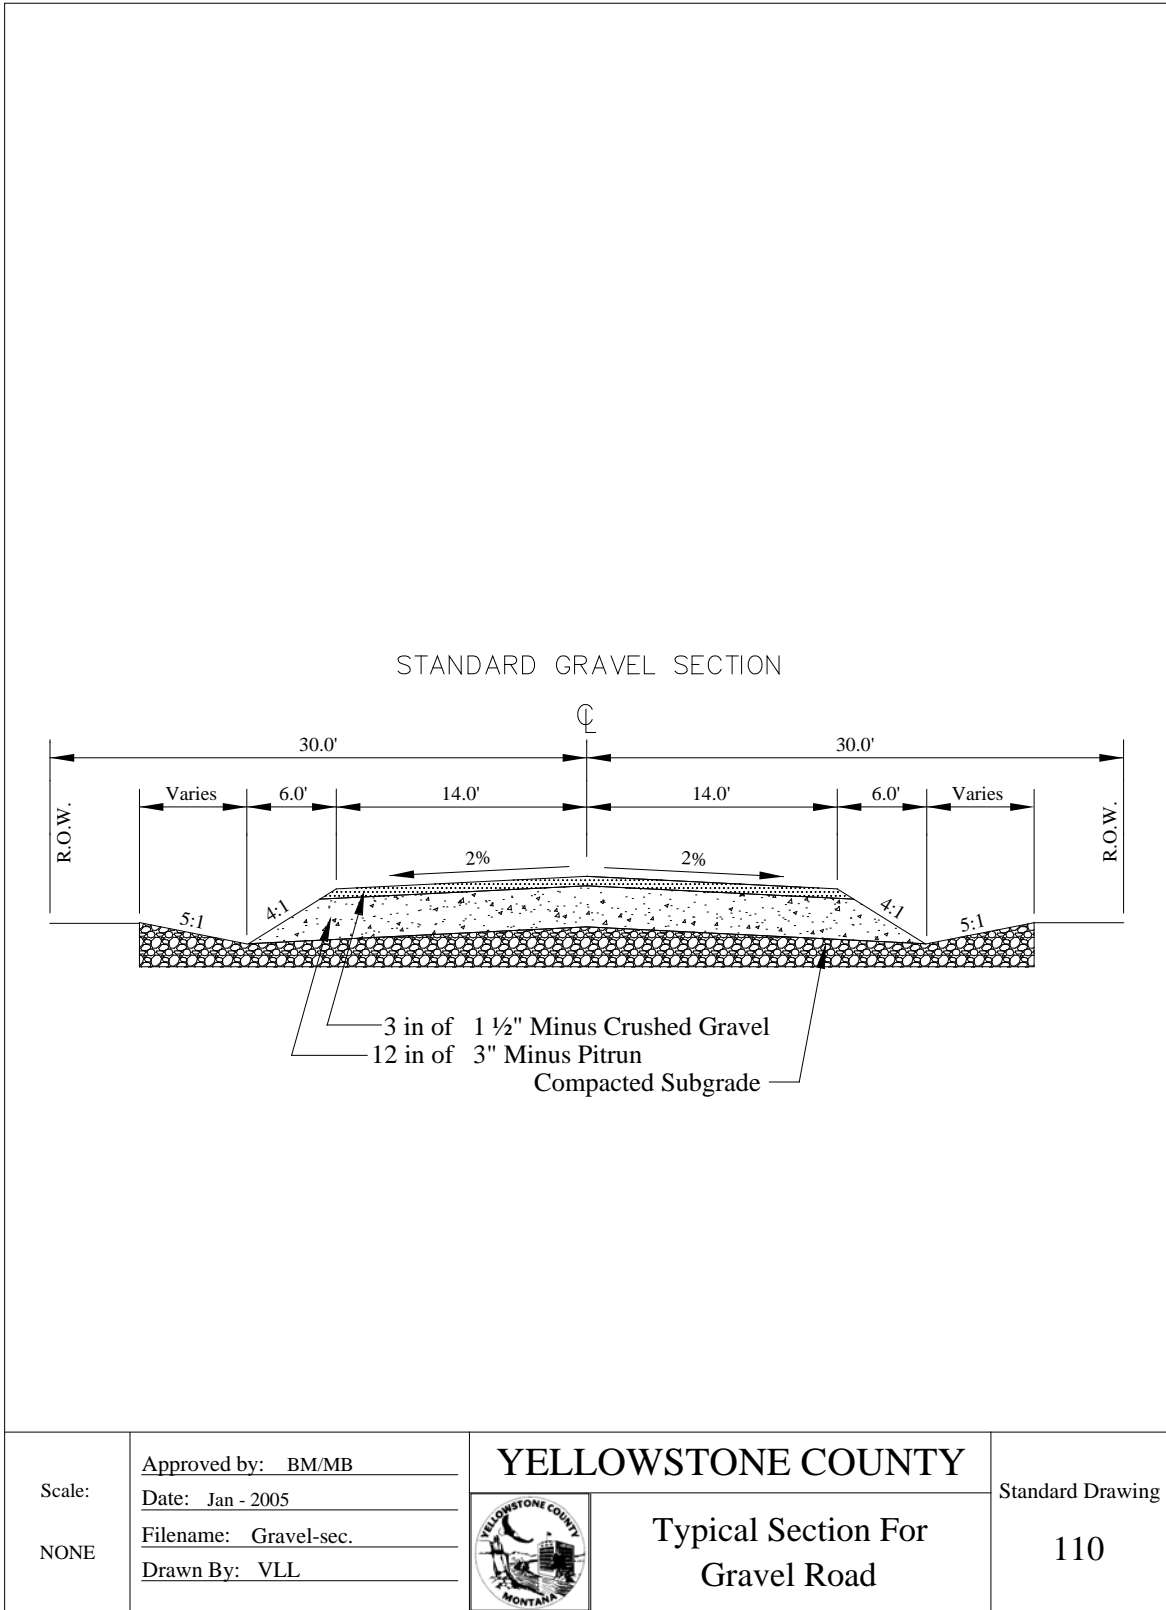 STANDARD GRAVEL SECTION
℄
30.0' 30.0'
Varies 6.0' 14.0' 14.0' 6.0' Varies
R.O.W. R.O.W.
2% 2%
5:1 4:1 4:1 5:1
3 in of 1 ½" Minus Crushed Gravel
12 in of 3" Minus Pitrun
Compacted Subgrade
Scale:
NONE
Approved by: BM/MB
Date: Jan - 2005
Filename: Gravel-sec.
Drawn By: VLL
YELLOWSTONE COUNTY
YELLOWSTONE COUNTY
MONTANA
Typical Section For
Gravel Road
Standard Drawing
110